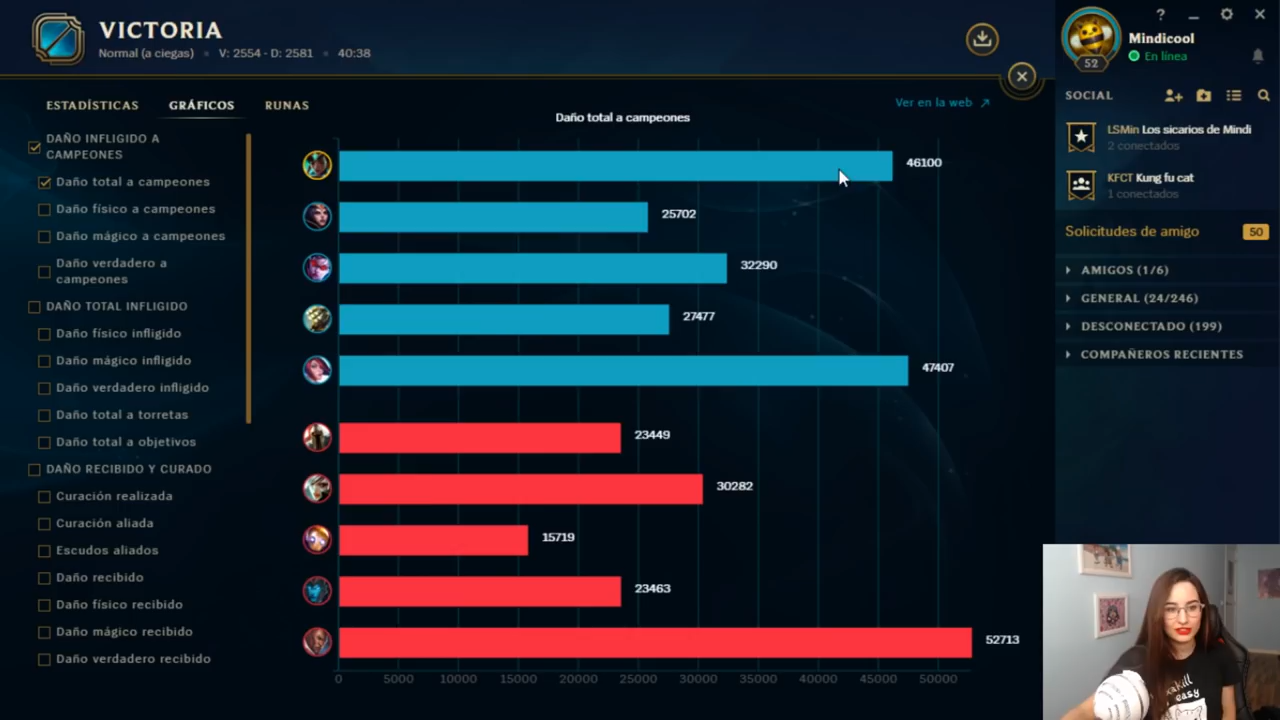 VICTORIA
Normal (a ciegas) • V: 2554 - D: 2581 • 40:38
ESTADÍSTICAS GRÁFICOS RUNAS
Ver en la web
DAÑO INFLIGIDO A
CAMPEONES
Daño total a campeones
Daño físico a campeones
Daño mágico a campeones
Daño verdadero a
campeones
DAÑO TOTAL INFLIGIDO
Daño físico infligido
Daño mágico infligido
Daño verdadero infligido
Daño total a torretas
Daño total a objetivos
DAÑO RECIBIDO Y CURADO
Curación realizada
Curación aliada
Escudos aliados
Daño recibido
Daño físico recibido
Daño mágico recibido
Daño verdadero recibido
Daño total a campeones
46100
25702
32290
27477
47407
23449
30282
15719
23463
52713
0 5000 10000 15000 20000 25000 30000 35000 40000 45000 50000
?
52
Mindicool
En línea
SOCIAL
LSMin Los sicarios de Mindi
2 conectados
KFCT Kung fu cat
1 conectados
Solicitudes de amigo 50
AMIGOS (1/6)
GENERAL (24/246)
DESCONECTADO (199)
COMPAÑEROS RECIENTES
easy